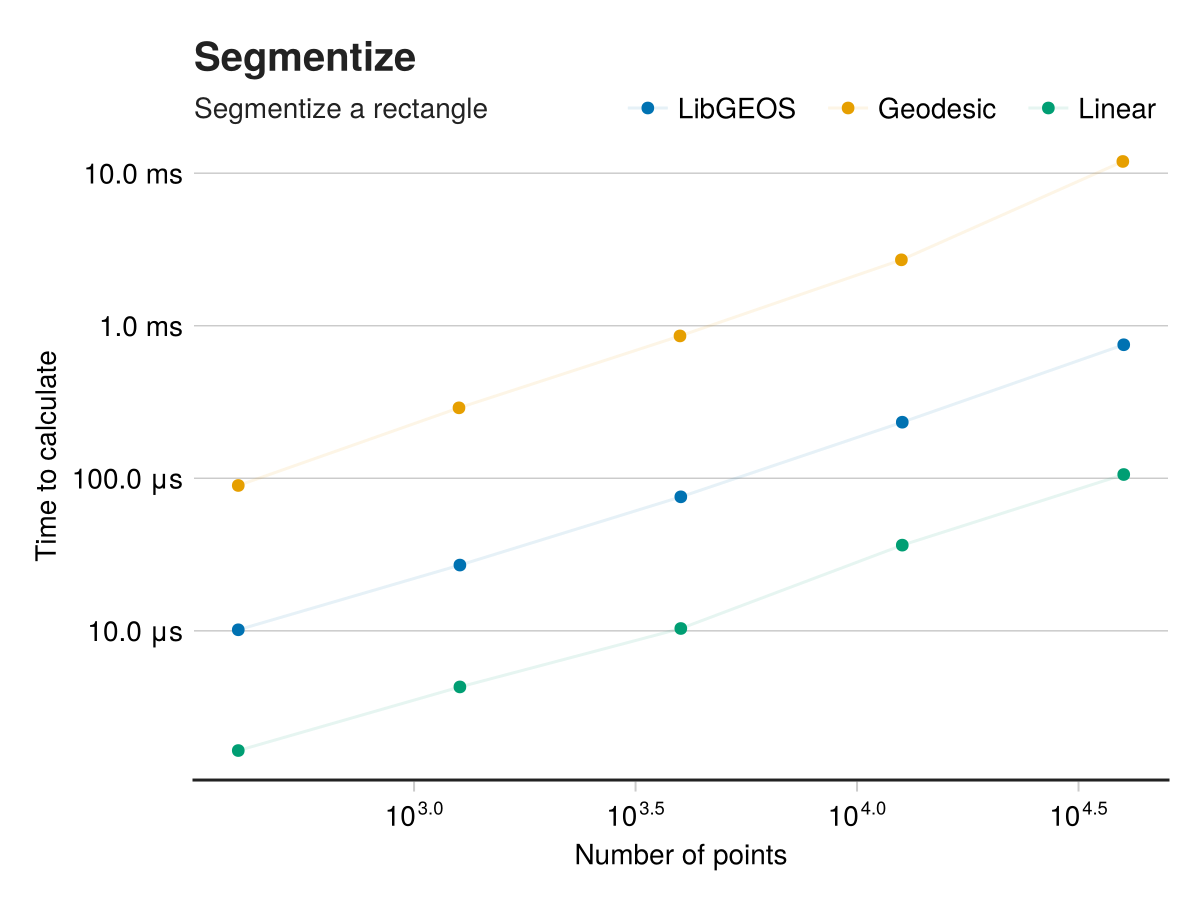 Segmentize
Segmentize a rectangle
LibGEOS
Geodesic
Linear
10.0 ms
1.0 ms
100.0 µs
10.0 µs
Time to calculate
10^3.0
10^3.5
10^4.0
10^4.5
Number of points